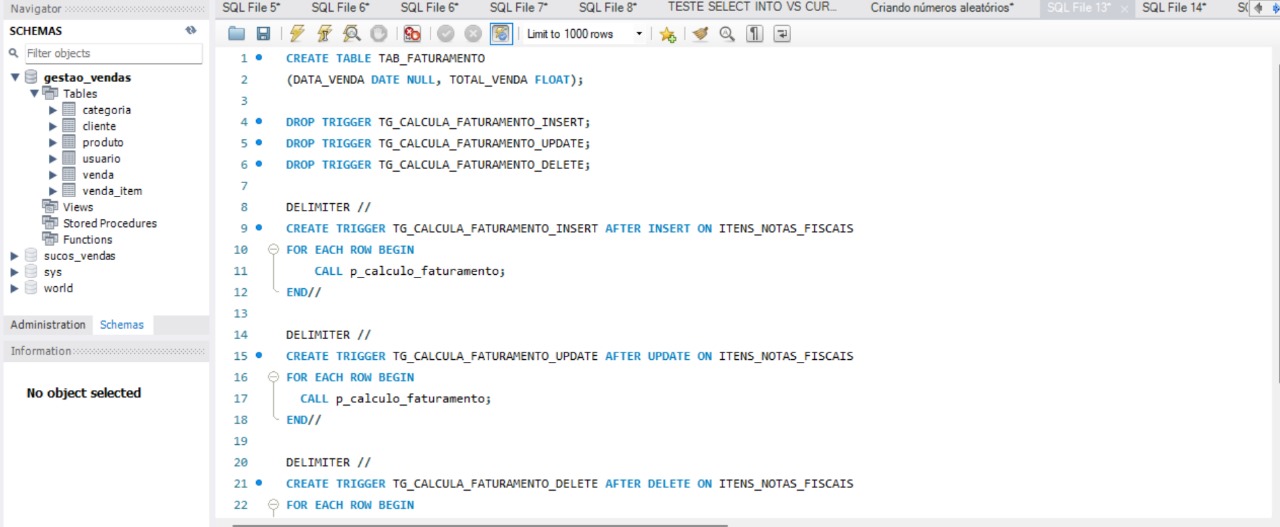 Navigator
SCHEMAS
Filter objects
gestao_vendas
Tables
categoria
cliente
produto
usuario
venda
venda_item
Views
Stored Procedures
Functions
sucos_vendas
sys
world
Administration Schemas
Information
No object selected
SQL File 5* SQL File 6* SQL File 6* SQL File 7* SQL File 8* TESTE SELECT INTO VS CUR... Criando números aleatórios* SQL File 13* SQL File 14*
Limit to 1000 rows
1 CREATE TABLE TAB_FATURAMENTO
2 (DATA_VENDA DATE NULL, TOTAL_VENDA FLOAT);
3
4 DROP TRIGGER TG_CALCULA_FATURAMENTO_INSERT;
5 DROP TRIGGER TG_CALCULA_FATURAMENTO_UPDATE;
6 DROP TRIGGER TG_CALCULA_FATURAMENTO_DELETE;
7
8 DELIMITER //
9 CREATE TRIGGER TG_CALCULA_FATURAMENTO_INSERT AFTER INSERT ON ITENS_NOTAS_FISCAIS
10 FOR EACH ROW BEGIN
11 CALL p_calculo_faturamento;
12 END//
13
14 DELIMITER //
15 CREATE TRIGGER TG_CALCULA_FATURAMENTO_UPDATE AFTER UPDATE ON ITENS_NOTAS_FISCAIS
16 FOR EACH ROW BEGIN
17 CALL p_calculo_faturamento;
18 END//
19
20 DELIMITER //
21 CREATE TRIGGER TG_CALCULA_FATURAMENTO_DELETE AFTER DELETE ON ITENS_NOTAS_FISCAIS
22 FOR EACH ROW BEGIN